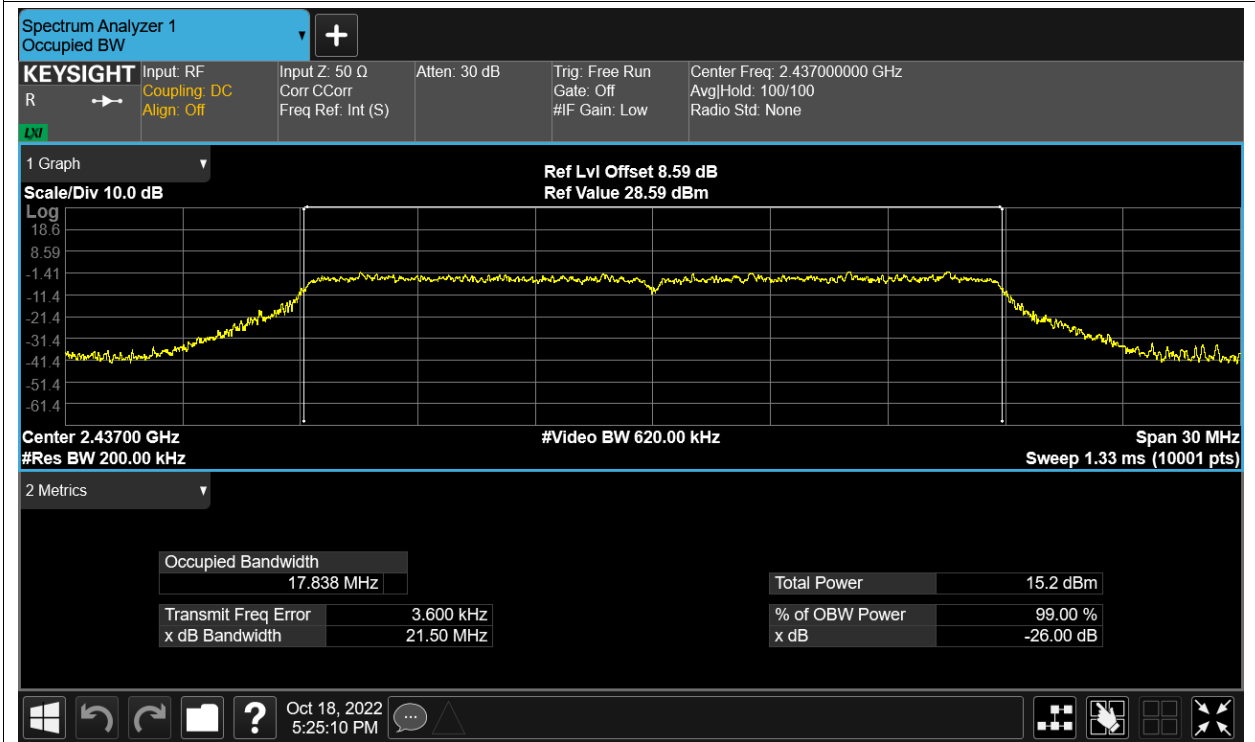 Spectrum Analyzer 1
Occupied BW
KEYSIGHT
R
LXI
Input: RF
Coupling: DC
Align: Off
Input Z: 50 Ω
Corr CCorr
Freq Ref: Int (S)
Atten: 30 dB
Trig: Free Run
Gate: Off
#IF Gain: Low
Center Freq: 2.437000000 GHz
Avg|Hold: 100/100
Radio Std: None
1 Graph
Scale/Div 10.0 dB
Ref Lvl Offset 8.59 dB
Ref Value 28.59 dBm
Log
18.6
8.59
-1.41
-11.4
-21.4
-31.4
-41.4
-51.4
-61.4
Center 2.43700 GHz
#Res BW 200.00 kHz
#Video BW 620.00 kHz
Span 30 MHz
Sweep 1.33 ms (10001 pts)
2 Metrics
Occupied Bandwidth
17.838 MHz
Transmit Freq Error 3.600 kHz
x dB Bandwidth 21.50 MHz
Total Power 15.2 dBm
% of OBW Power 99.00 %
x dB -26.00 dB
?
Oct 18, 2022
5:25:10 PM